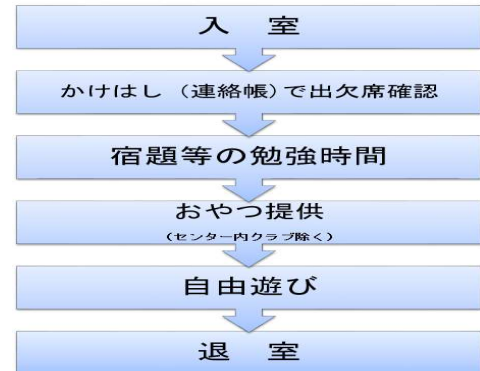 入　室
かけはし（連絡帳）で出欠席確認
宿題等の勉強時間
おやつ提供
（センター内クラブ除く）
自由遊び
退　室